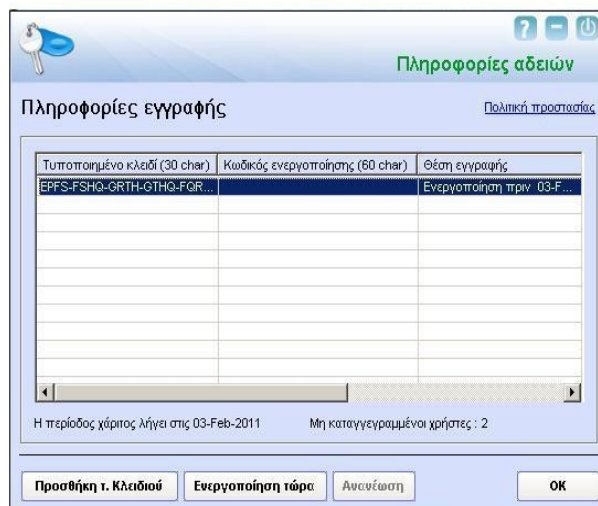 Πληροφορίες αδειών
Πληροφορίες εγγραφής
Πολιτική προστασίας
Τυποποιημένο κλειδί (30 char) Κωδικός ενεργοποίησης (60 char) Θέση εγγραφής
EPFS-FSHQ-GRTH-GTHQ-FQR... Ενεργοποίηση πριν 03-F...
Η περίοδος χάριτος λήγει στις 03-Feb-2011 Μη καταγγεγραμμένοι χρήστες : 2
Προσθήκη τ. Κλειδιού Ενεργοποίηση τώρα Ανανέωση OK